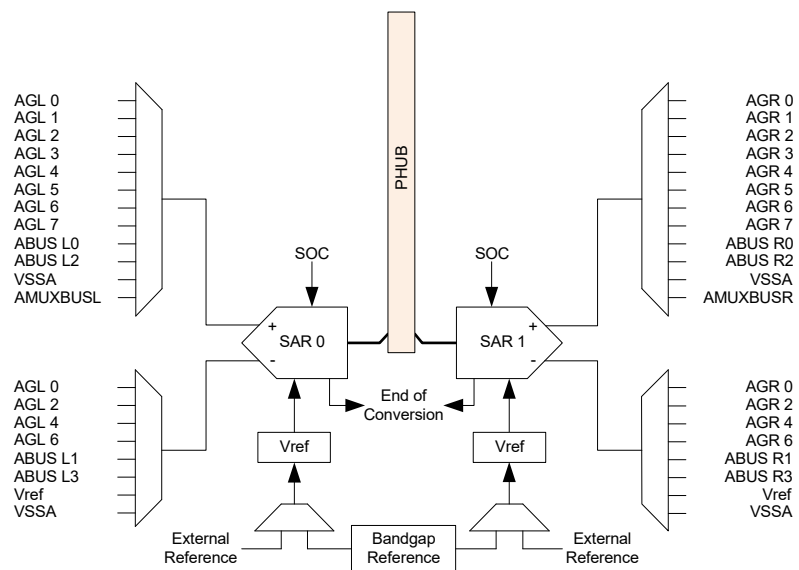 PHUB
AGL 0
AGL 1
AGL 2
AGL 3
AGL 4
AGL 5
AGL 6
AGL 7
ABUS L0
ABUS L2
VSSA
AMUXBUSL
AGR 0
AGR 1
AGR 2
AGR 3
AGR 4
AGR 5
AGR 6
AGR 7
ABUS R0
ABUS R2
VSSA
AMUXBUSR
SOC
SOC
+
SAR 0
-
SAR 1
+
-
AGL 0
AGL 2
AGL 4
AGL 6
ABUS L1
ABUS L3
Vref
VSSA
End of
Conversion
AGR 0
AGR 2
AGR 4
AGR 6
ABUS R1
ABUS R3
Vref
VSSA
Vref
Vref
External
Reference
Bandgap
Reference
External
Reference